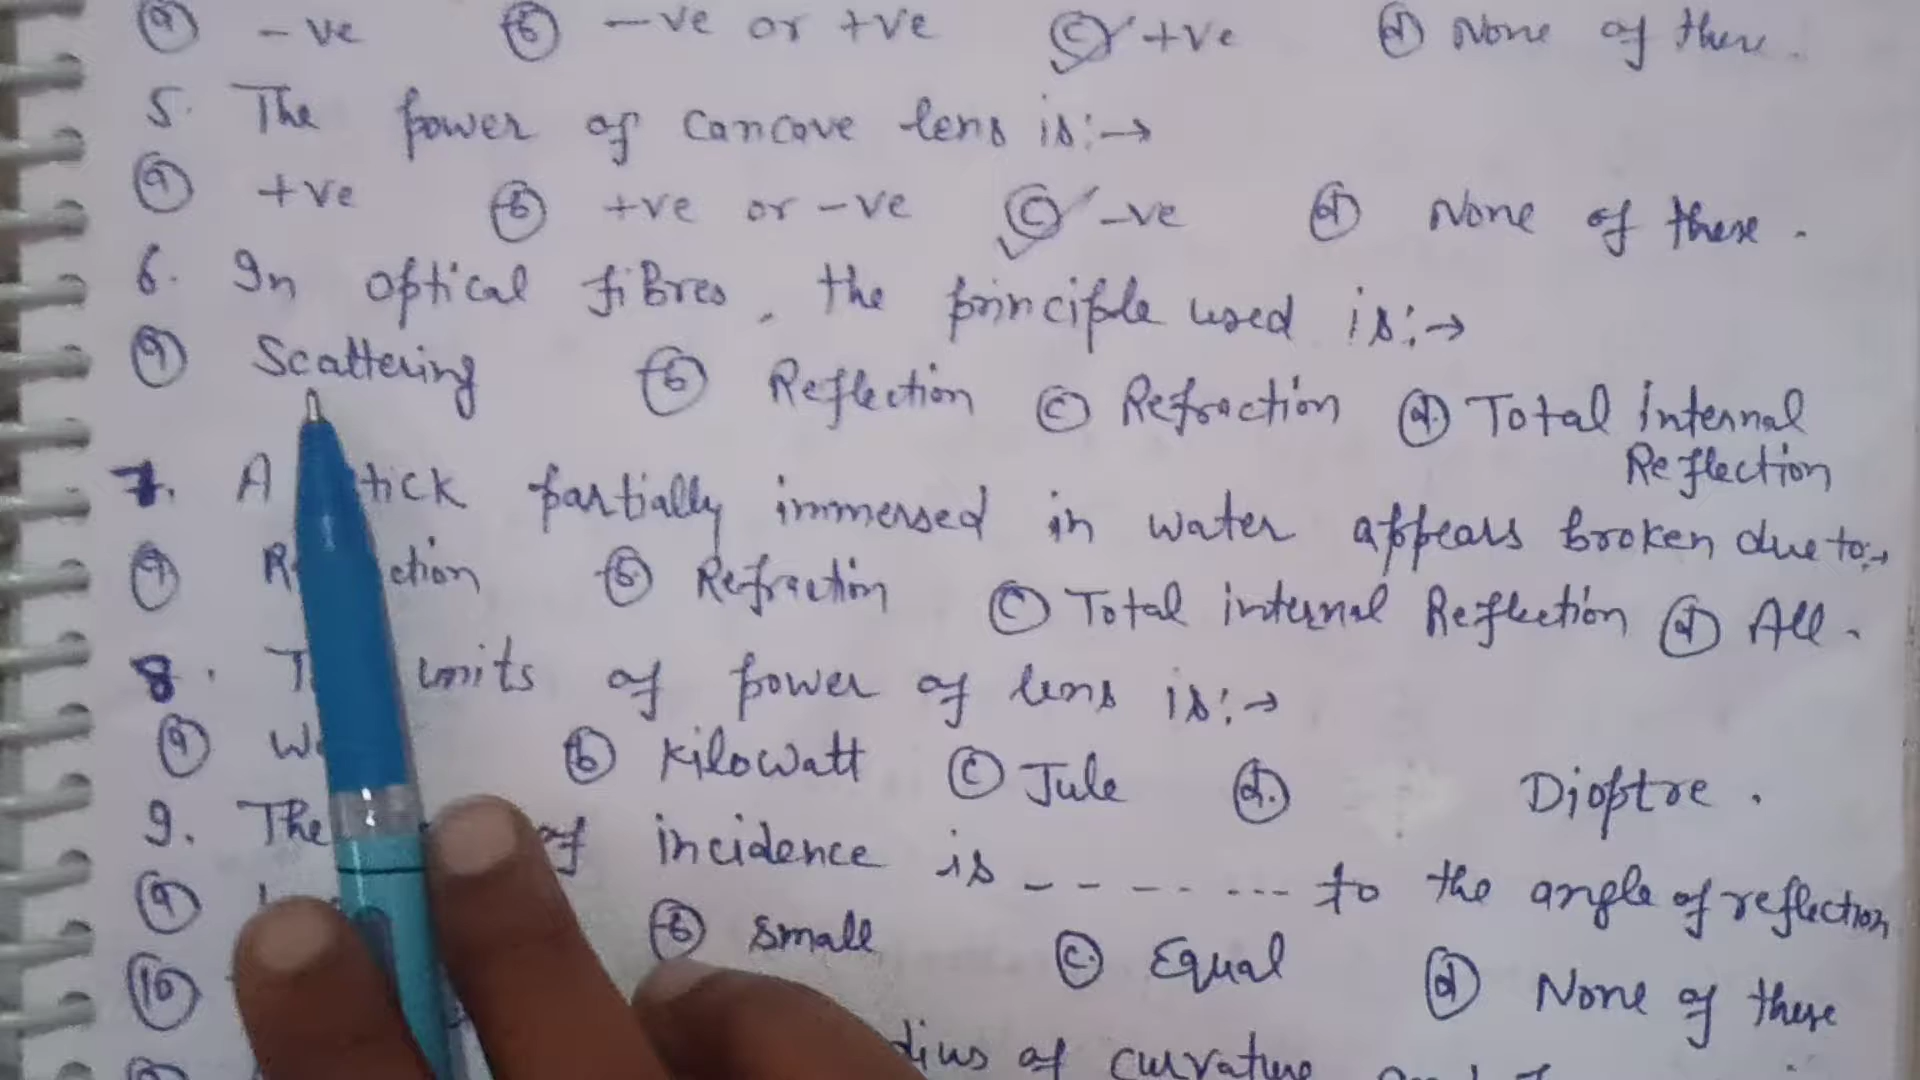 (a) -ve (b) -ve or +ve (c) +ve (d) None of there.
5. The power of Cancave lens is:→
(a) +ve (b) +ve or -ve (c) -ve (d) None of these.
6. In optical fiBres, the principle used is:→
(a) Scattering (b) Reflection (c) Refraction (d) Total internal
Reflection
7. A tick partially immersed in water appears broken due to:→
(a) ction (b) Refraction (c) Total internal Reflection (d) All.
8. units of power of lens is:→
(a) (b) Kilowatt (c) Jule (d) Dioptre.
9. The of incidence is ------- to the angle of reflection
(a) (b) Small (c) Equal (d) None of these
(10)
dius of curvature